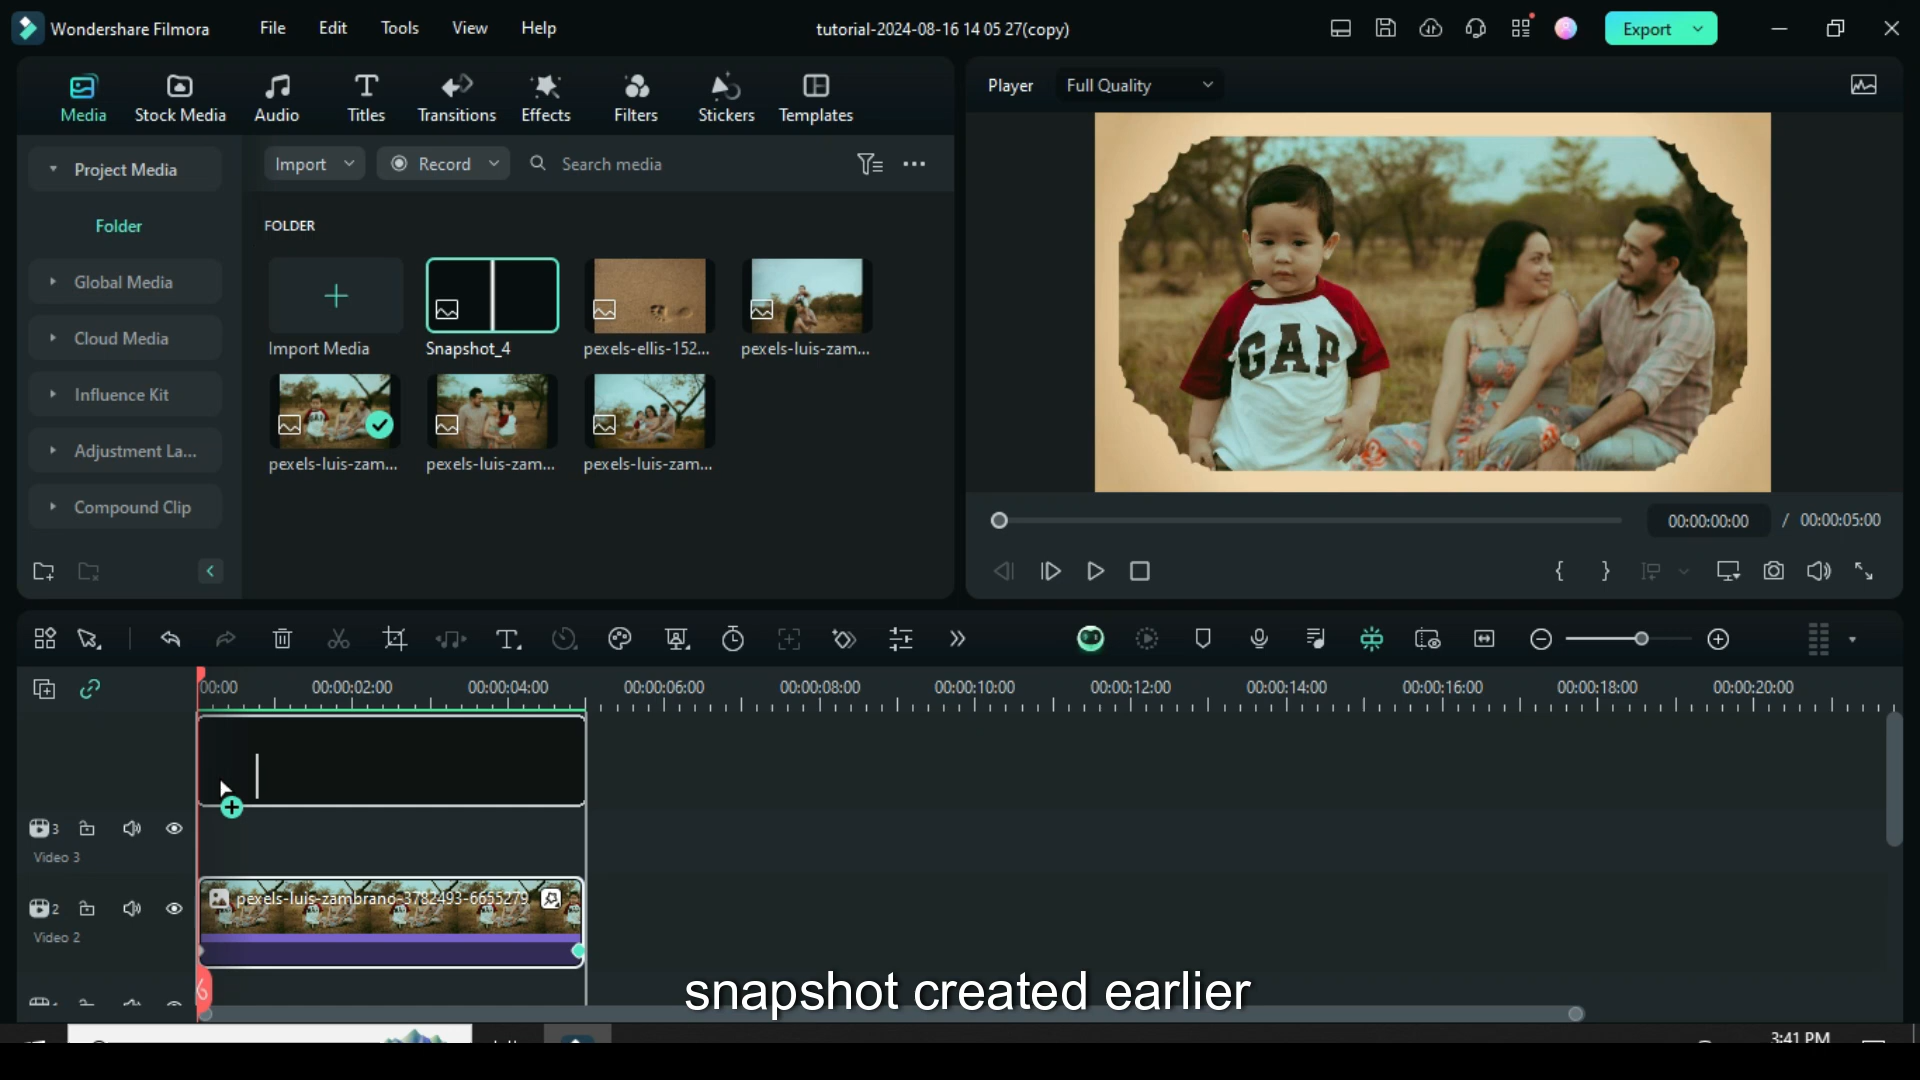 Wondershare Filmora File Edit Tools View Help tutorial-2024-08-16 14 05 27(copy) Export
Media Stock Media Audio Titles Transitions Effects Filters Stickers Templates
Player Full Quality
Project Media Import Record Search media
Folder
FOLDER
Global Media
Cloud Media
Influence Kit
Adjustment La...
Compound Clip
Import Media Snapshot_4 pexels-ellis-152... pexels-luis-zam...
pexels-luis-zam... pexels-luis-zam... pexels-luis-zam...
GAP
00:00:00:00 / 00:00:05:00
00:00 00:00:02:00 00:00:04:00 00:00:06:00 00:00:08:00 00:00:10:00 00:00:12:00 00:00:14:00 00:00:16:00 00:00:18:00 00:00:20:00
3
Video 3
2 pexels-luis-zambrano-3782493-6655279
Video 2
snapshot created earlier
3:41 PM